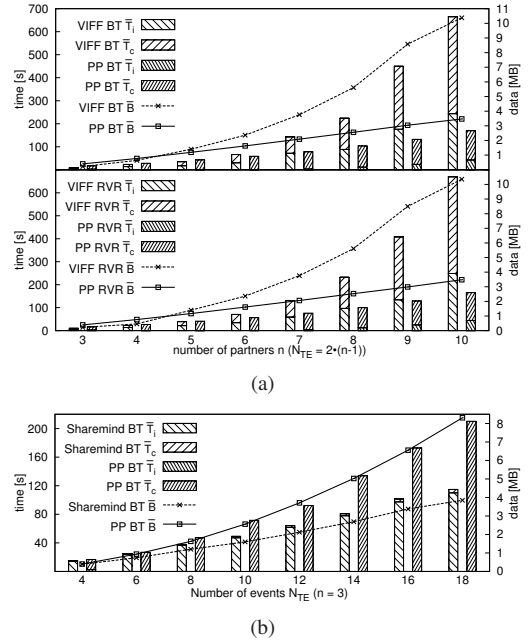 700
600
500
400
300
200
100
time [s]
VIFF BT T̅i
VIFF BT T̅c
PP BT T̅i
PP BT T̅c
VIFF BT B̅
PP BT B̅
11
10
9
8
7
6
5
4
3
2
1
data [MB]
600
500
400
300
200
100
0
time [s]
VIFF RVR T̅i
VIFF RVR T̅c
PP RVR T̅i
PP RVR T̅c
VIFF RVR B̅
PP RVR B̅
10
9
8
7
6
5
4
3
2
1
0
data [MB]
3 4 5 6 7 8 9 10
number of partners n (NTE = 2•(n-1))
(a)
200
160
120
80
40
time [s]
Sharemind BT T̅i
Sharemind BT T̅c
PP BT T̅i
PP BT T̅c
Sharemind BT B̅
PP BT B̅
8
7
6
5
4
3
2
1
0
data [MB]
4 6 8 10 12 14 16 18
Number of events NTE (n = 3)
(b)